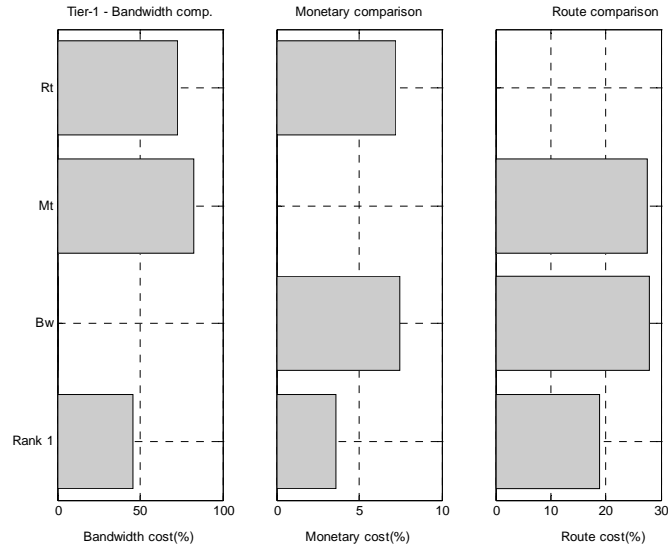 Tier-1 - Bandwidth comp.
Monetary comparison
Route comparison
Rt
Mt
Bw
Rank 1
0 50 100
0 5 10
0 10 20 30
Bandwidth cost(%)
Monetary cost(%)
Route cost(%)